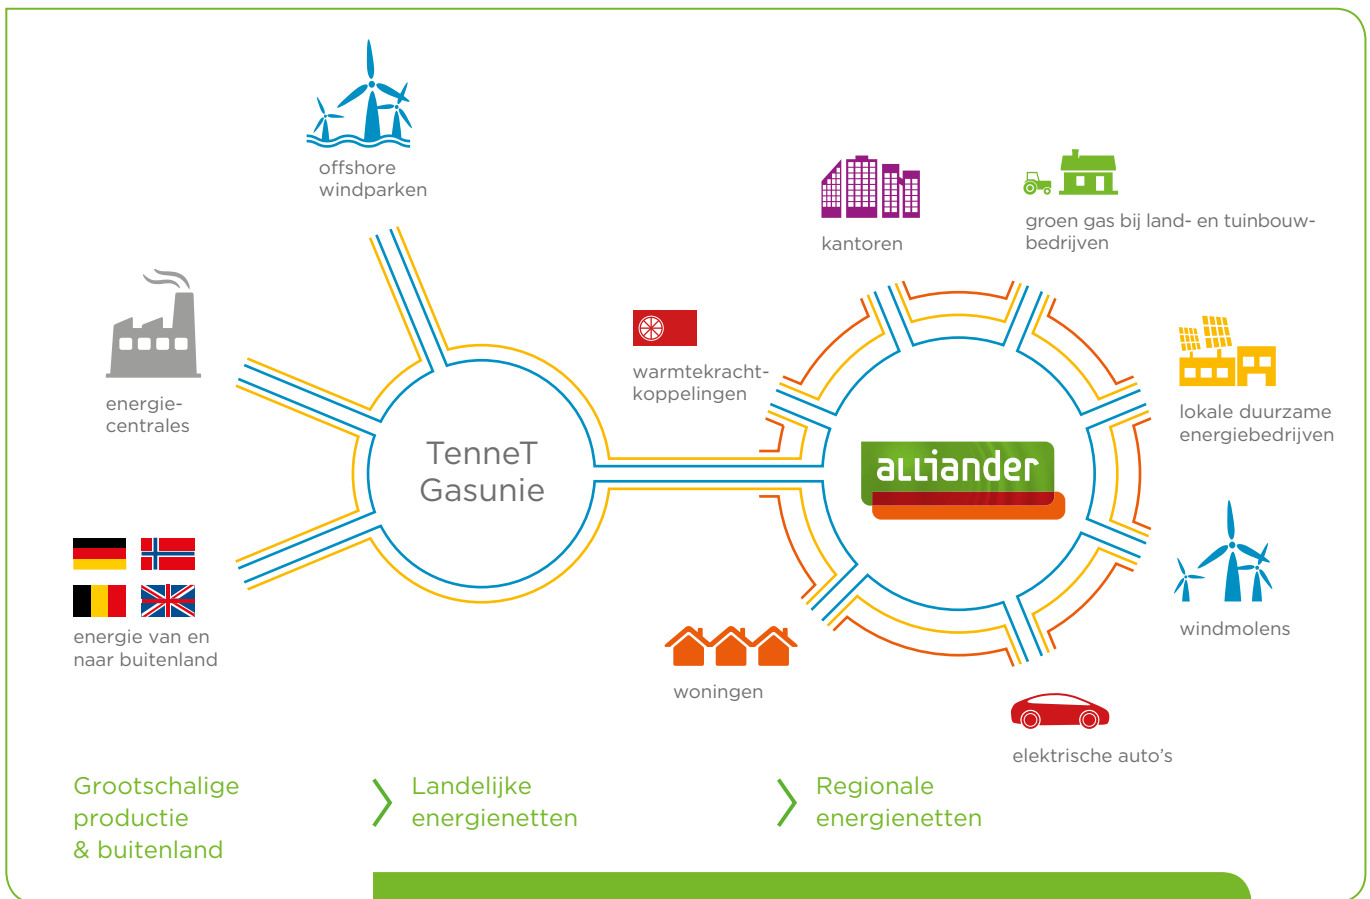 offshore
windparken
kantoren
groen gas bij land- en tuinbouw-
bedrijven
energie-
centrales
warmtekracht-
koppelingen
lokale duurzame
energiebedrijven
TenneT
Gasunie
alliander
energie van en
naar buitenland
windmolens
woningen
elektrische auto's
Grootschalige
productie
& buitenland
Landelijke
energienetten
Regionale
energienetten